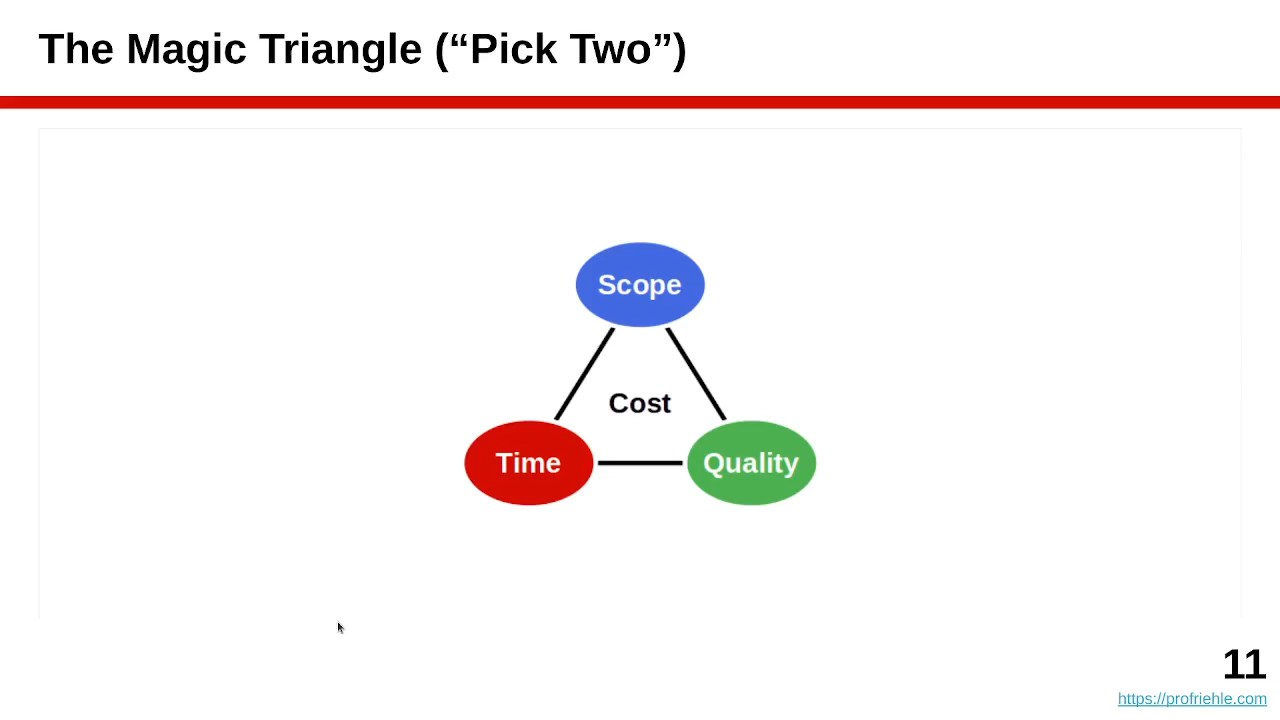 The Magic Triangle (“Pick Two”)
Scope
Cost
Time
Quality
11
https://profriehle.com